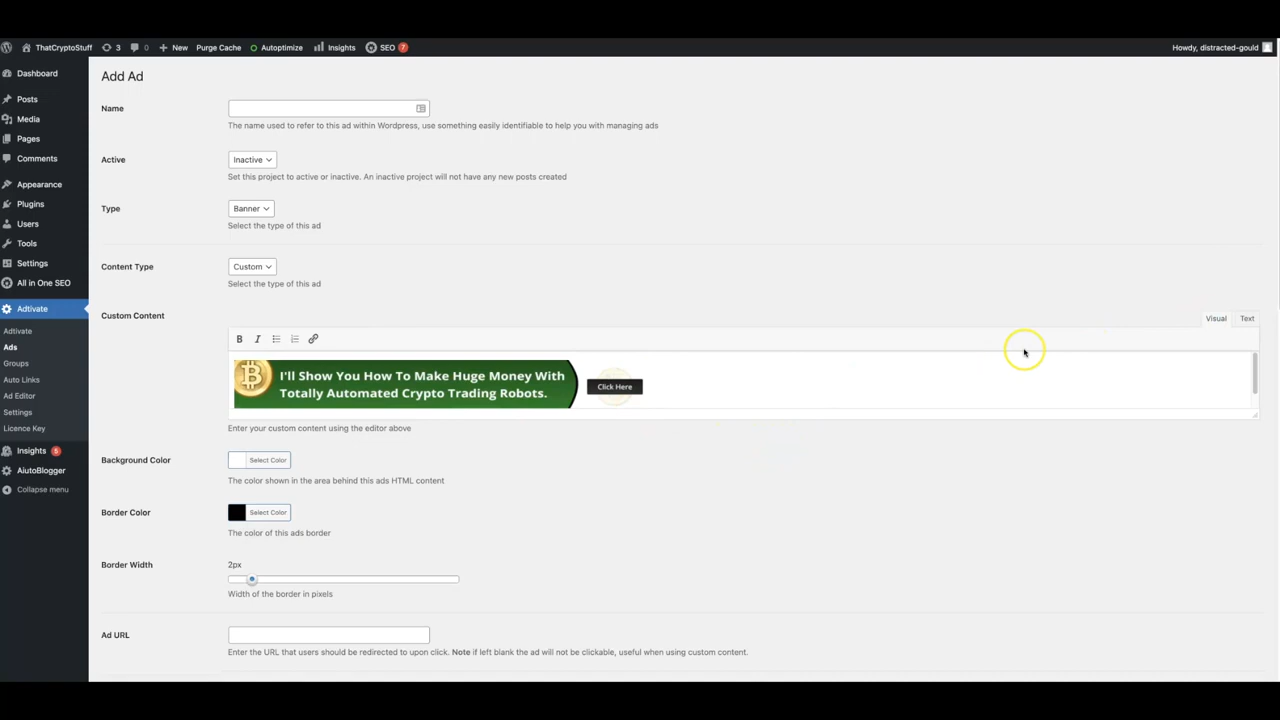 ThatCryptoStuff 3 0 New Purge Cache Autoptimize Insights SEO 7 Howdy, distracted-gould
Dashboard
Posts
Media
Pages
Comments
Appearance
Plugins
Users
Tools
Settings
All in One SEO
Adtivate
Adtivate
Ads
Groups
Auto Links
Ad Editor
Settings
Licence Key
Insights 5
AiutoBlogger
Collapse menu
Add Ad
Name
The name used to refer to this ad within Wordpress, use something easily identifiable to help you with managing ads
Active Inactive
Set this project to active or inactive. An inactive project will not have any new posts created
Type Banner
Select the type of this ad
Content Type Custom
Select the type of this ad
Custom Content Visual Text
B I
I'll Show You How To Make Huge Money With
Totally Automated Crypto Trading Robots.
Click Here
Enter your custom content using the editor above
Background Color Select Color
The color shown in the area behind this ads HTML content
Border Color Select Color
The color of this ads border
Border Width 2px
Width of the border in pixels
Ad URL
Enter the URL that users should be redirected to upon click. Note if left blank the ad will not be clickable, useful when using custom content.